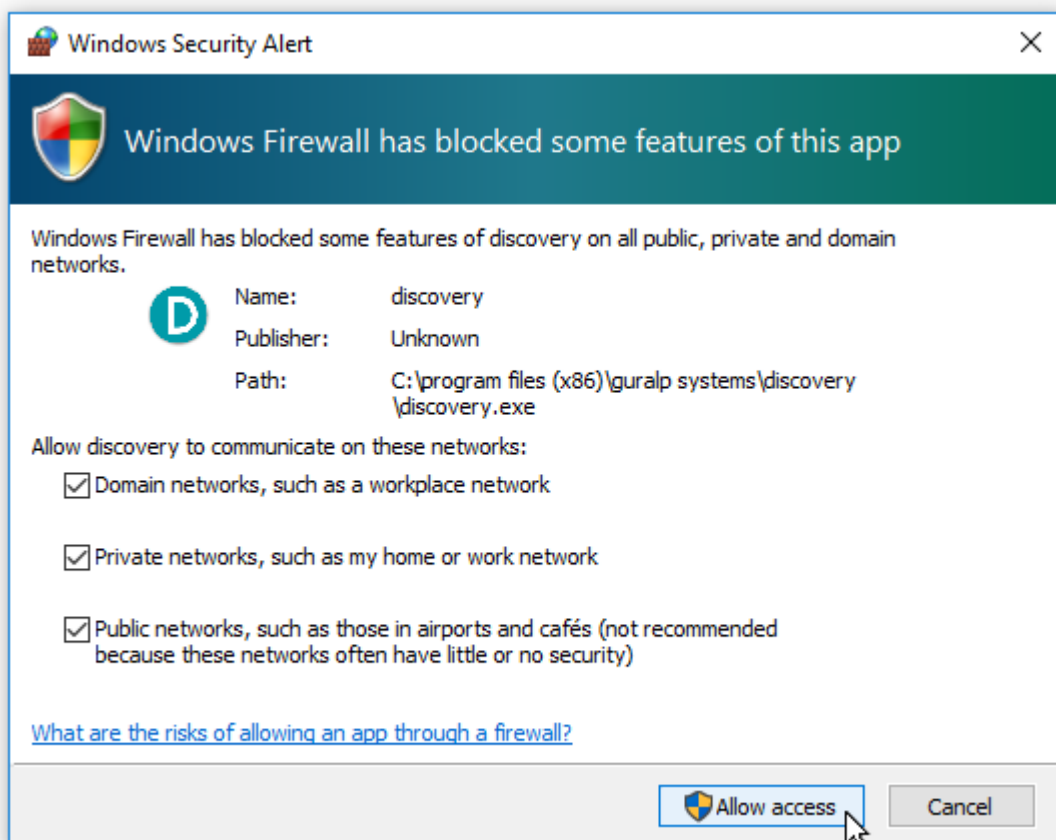 Windows Security Alert
Windows Firewall has blocked some features of this app
Windows Firewall has blocked some features of discovery on all public, private and domain
networks.
D
Name: discovery
Publisher: Unknown
Path: C:\program files (x86)\guralp systems\discovery
\discovery.exe
Allow discovery to communicate on these networks:
Domain networks, such as a workplace network
Private networks, such as my home or work network
Public networks, such as those in airports and cafés (not recommended
because these networks often have little or no security)
What are the risks of allowing an app through a firewall?
Allow access Cancel